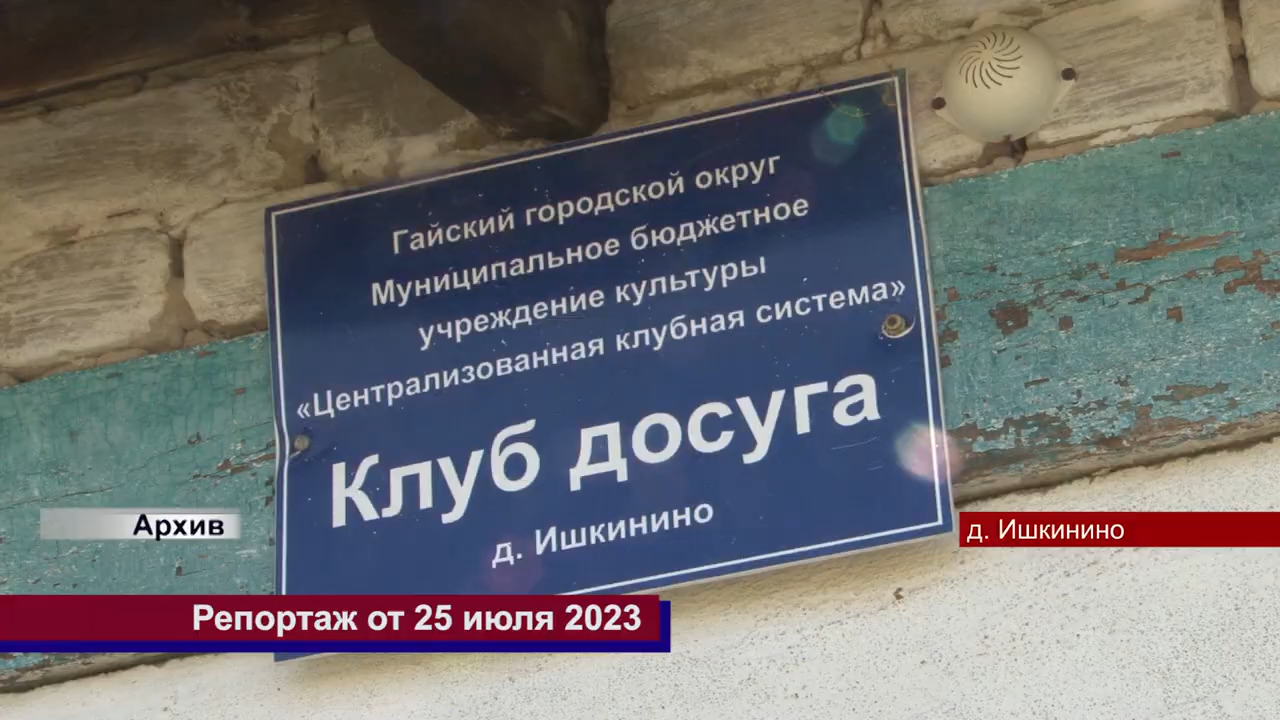 Гайский городской округ
Муниципальное бюджетное
учреждение культуры
«Централизованная клубная система»
Клуб досуга
д. Ишкинино
Архив
д. Ишкинино
Репортаж от 25 июля 2023